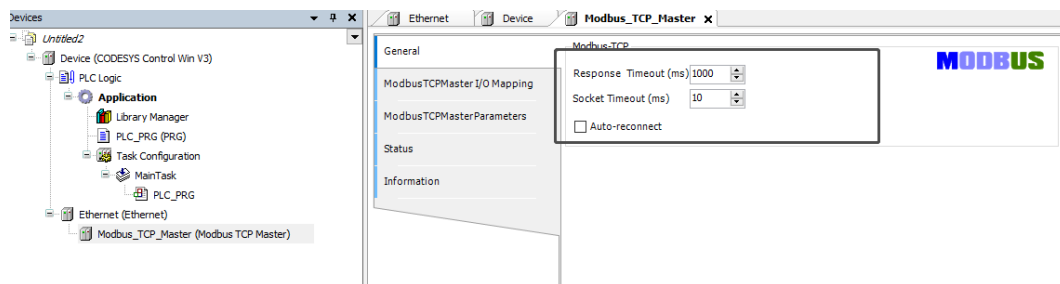 Devices
Untitled2
Device (CODESYS Control Win V3)
PLC Logic
Application
Library Manager
PLC_PRG (PRG)
Task Configuration
MainTask
PLC_PRG
Ethernet (Ethernet)
Modbus_TCP_Master (Modbus TCP Master)
Ethernet Device Modbus_TCP_Master
General
ModbusTCPMaster I/O Mapping
ModbusTCPMasterParameters
Status
Information
Modbus-TCP
Response Timeout (ms) 1000
Socket Timeout (ms) 10
Auto-reconnect
MODBUS